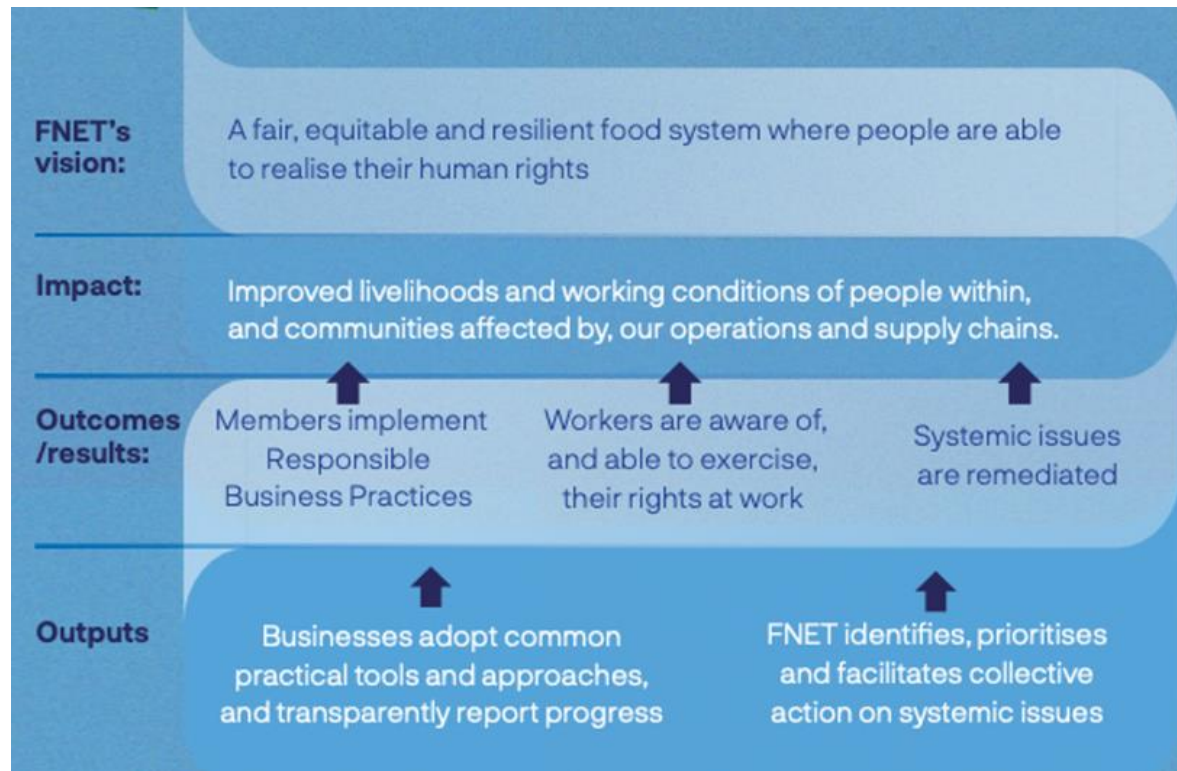 FNET's
vision:
A fair, equitable and resilient food system where people are able
to realise their human rights
Impact:
Improved livelihoods and working conditions of people within,
and communities affected by, our operations and supply chains.
Outcomes
/results:
Members implement
Responsible
Business Practices
Workers are aware of,
and able to exercise,
their rights at work
Systemic issues
are remediated
Outputs
Businesses adopt common
practical tools and approaches,
and transparently report progress
FNET identifies, prioritises
and facilitates collective
action on systemic issues